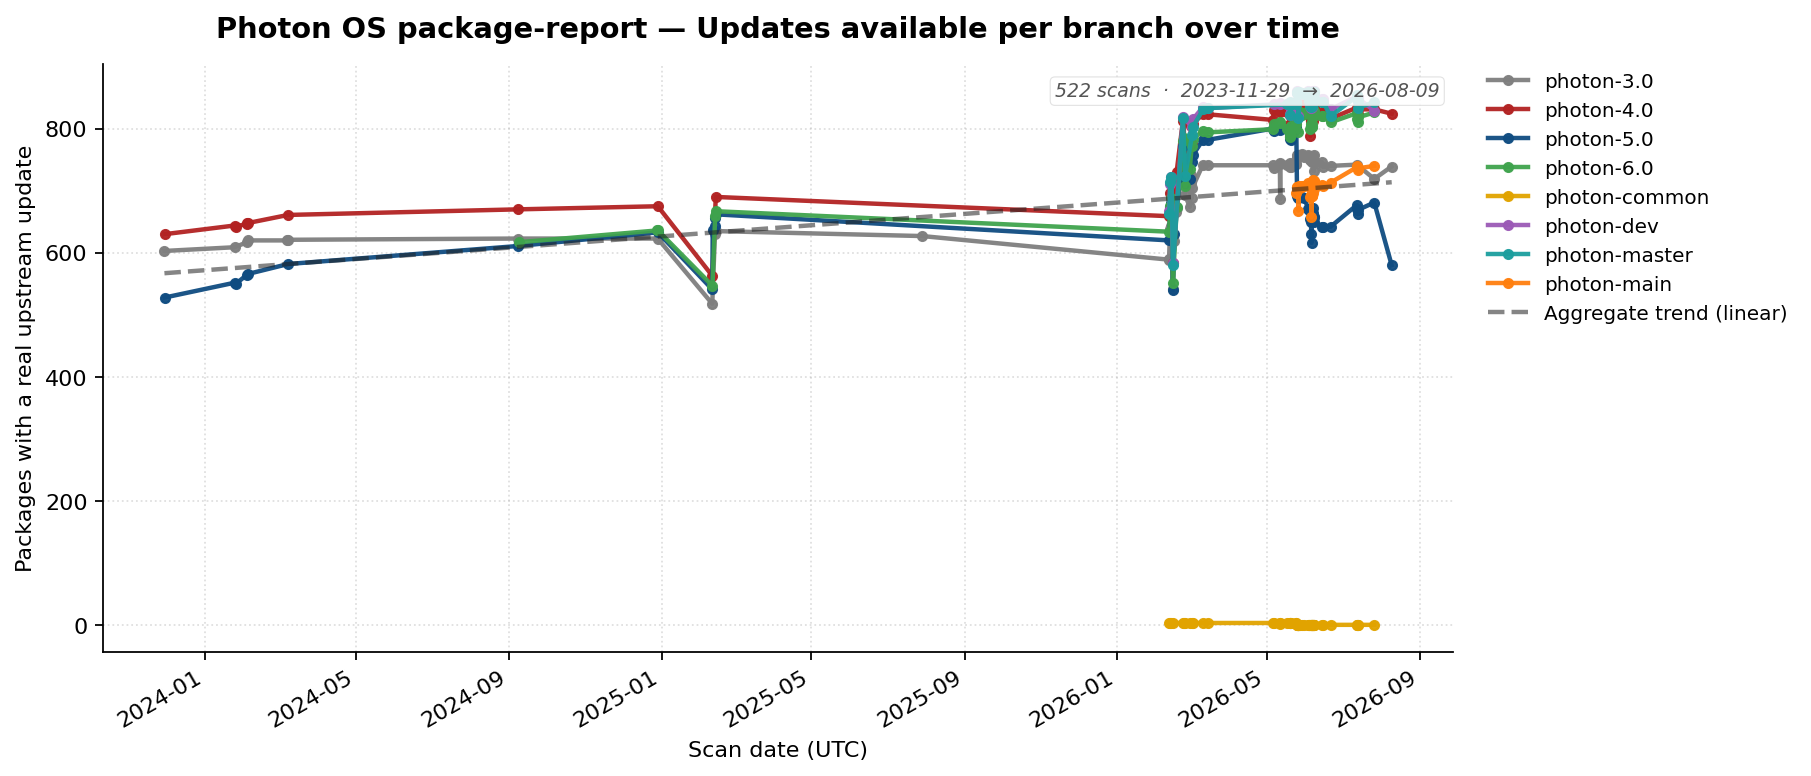 Photon OS package-report — Updates available per branch over time
522 scans · 2023-11-29 → 2026-08-09
photon-3.0
photon-4.0
photon-5.0
photon-6.0
photon-common
photon-dev
photon-master
photon-main
Aggregate trend (linear)
Packages with a real upstream update
800
600
400
200
0
2024-01
2024-05
2024-09
2025-01
2025-05
2025-09
2026-01
2026-05
2026-09
Scan date (UTC)